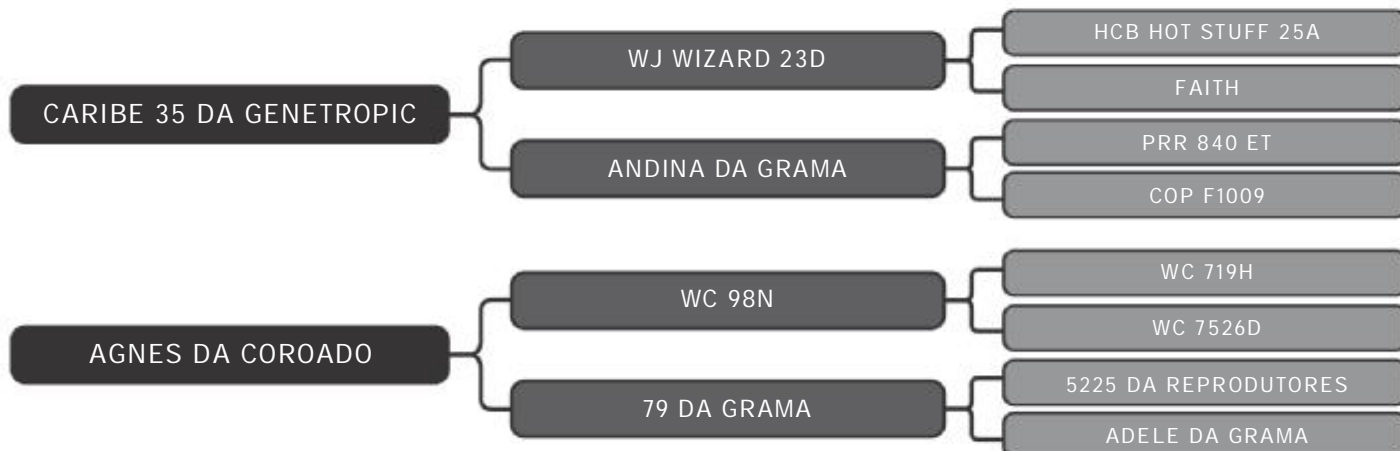 CARIBE 35 DA GENETROPIC
WJ WIZARD 23D
HCB HOT STUFF 25A
FAITH
ANDINA DA GRAMA
PRR 840 ET
COP F1009
AGNES DA COROADO
WC 98N
WC 719H
WC 7526D
79 DA GRAMA
5225 DA REPRODUTORES
ADELE DA GRAMA